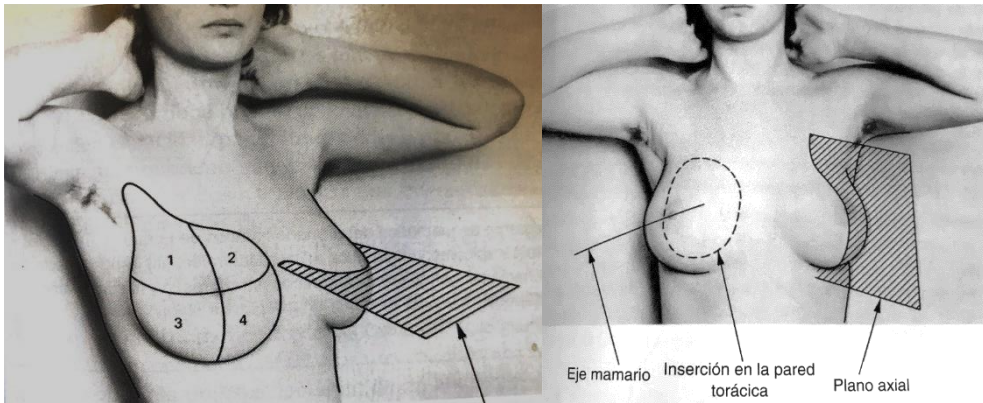 1
2
3
4
Eje mamario
Inserción en la pared
torácica
Plano axial